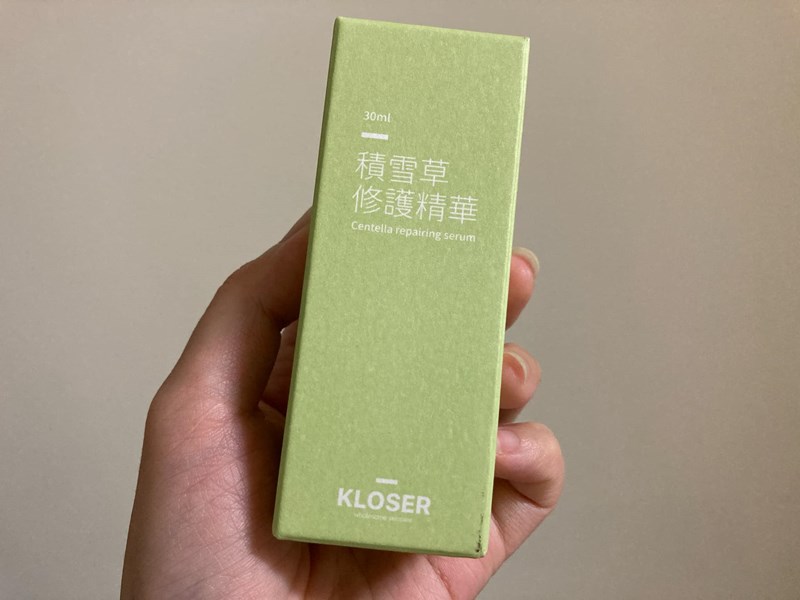 30ml
積雪草
修護精華
Centella repairing serum
KLOSER